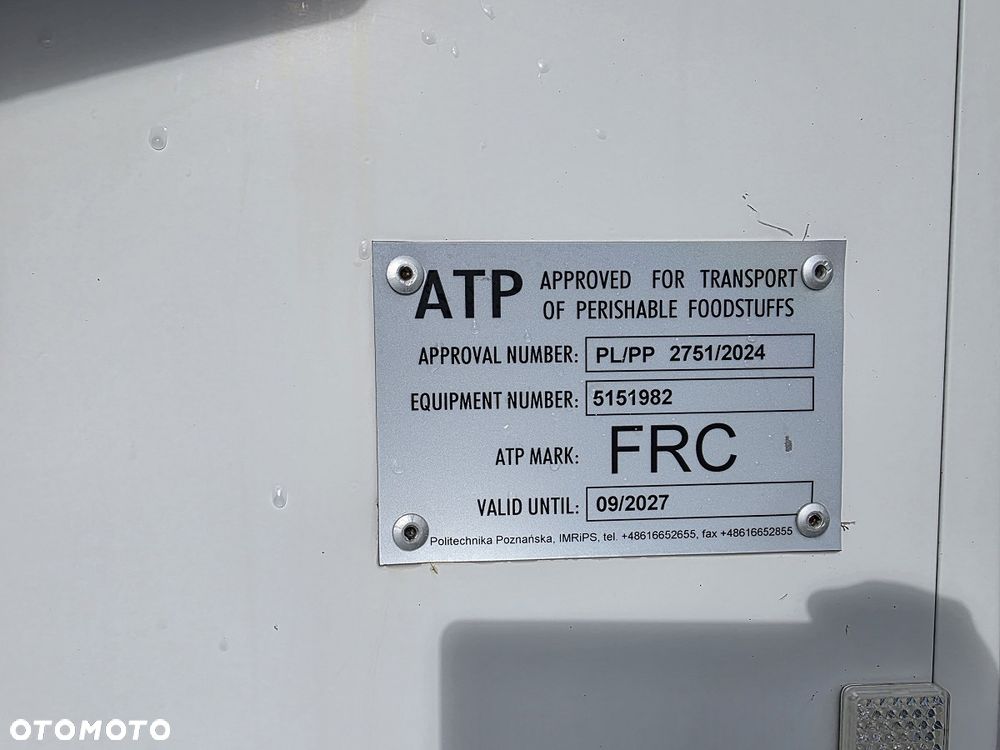 ATP APPROVED FOR TRANSPORT
OF PERISHABLE FOODSTUFFS
APPROVAL NUMBER: PL/PP 2751/2024
EQUIPMENT NUMBER: 5151982
ATP MARK: FRC
VALID UNTIL: 09/2027
Politechnika Poznańska, IMRiPS, tel. +48616652655, fax +48616652855
OTOMOTO